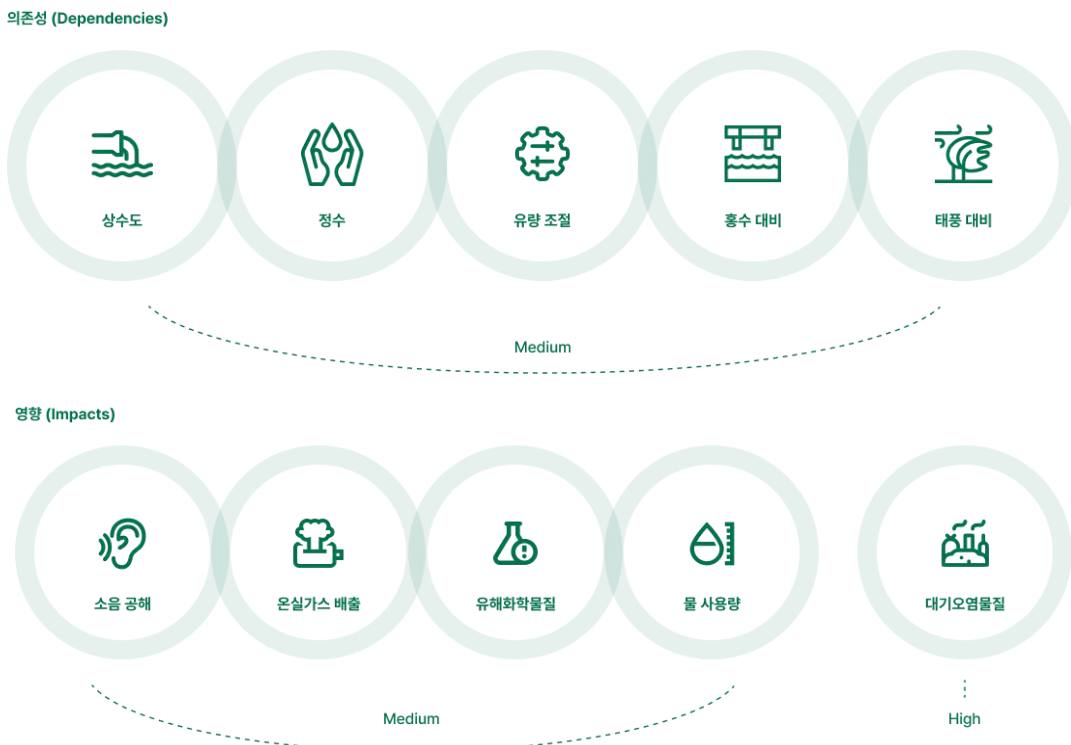 의존성 (Dependencies)
상수도
정수
유량 조절
홍수 대비
태풍 대비
Medium
영향 (Impacts)
소음 공해
온실가스 배출
유해화학물질
물 사용량
대기오염물질
Medium
High